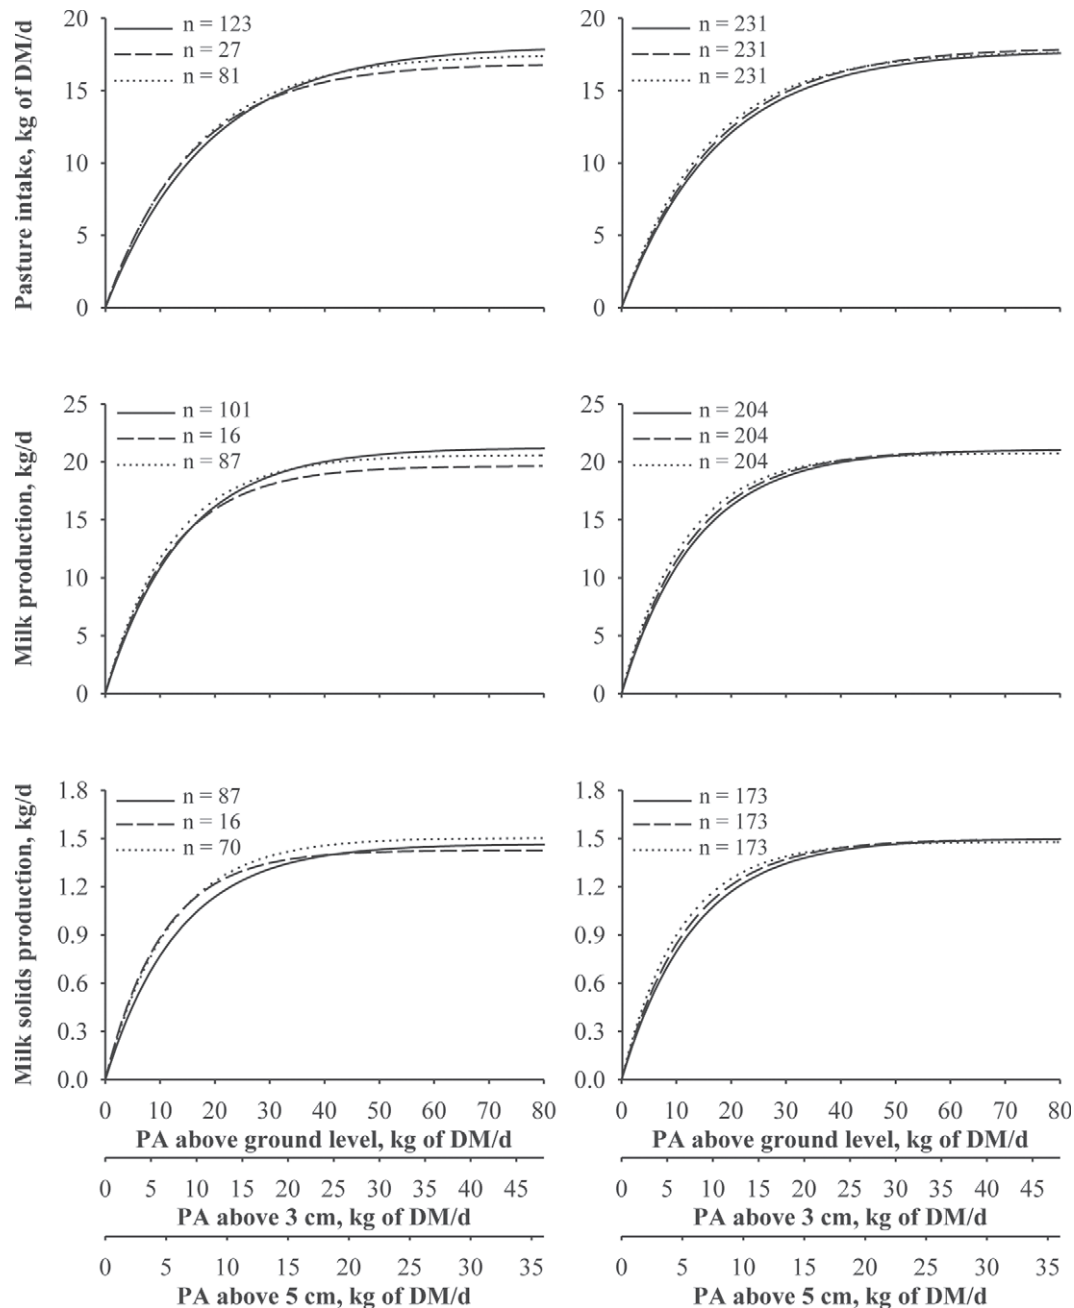 Pasture intake, kg of DM/d
20
15
10
5
0
n = 123
n = 27
n = 81
20
15
10
5
0
n = 231
n = 231
n = 231
Milk production, kg/d
25
20
15
10
5
0
n = 101
n = 16
n = 87
25
20
15
10
5
0
n = 204
n = 204
n = 204
Milk solids production, kg/d
1.8
1.5
1.2
0.9
0.6
0.3
0.0
n = 87
n = 16
n = 70
1.8
1.5
1.2
0.9
0.6
0.3
0.0
n = 173
n = 173
n = 173
0 10 20 30 40 50 60 70 80
PA above ground level, kg of DM/d
0 5 10 15 20 25 30 35 40 45
PA above 3 cm, kg of DM/d
0 5 10 15 20 25 30 35
PA above 5 cm, kg of DM/d
0 10 20 30 40 50 60 70 80
PA above ground level, kg of DM/d
0 5 10 15 20 25 30 35 40 45
PA above 3 cm, kg of DM/d
0 5 10 15 20 25 30 35
PA above 5 cm, kg of DM/d